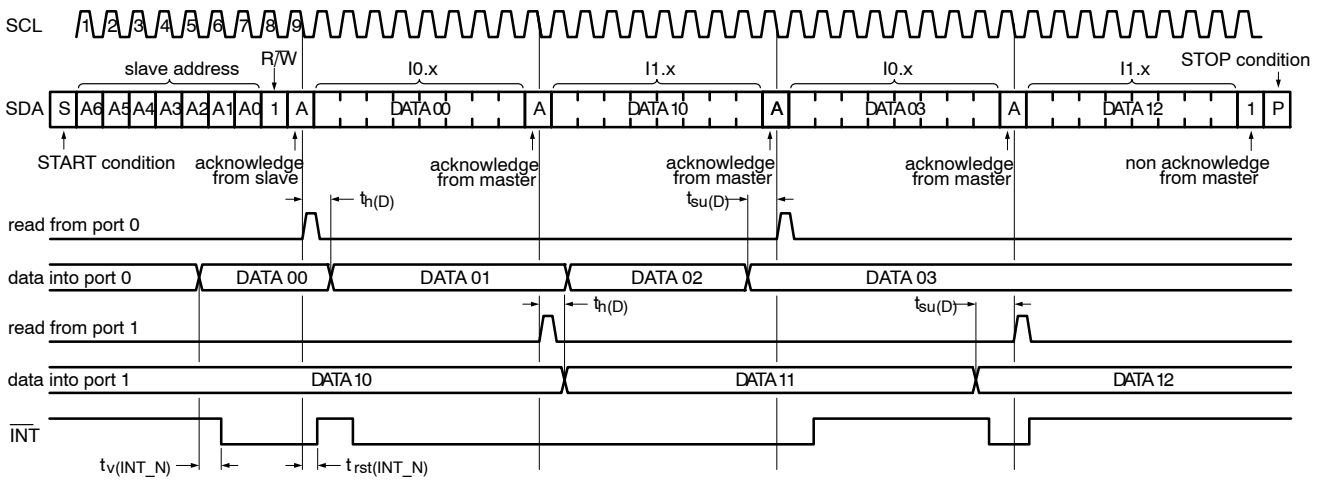 SCL 1 2 3 4 5 6 7 8 9
R/W
STOP condition
slave address I0.x I1.x I0.x I1.x
SDA S A6 A5 A4 A3 A2 A1 A0 1 A DATA 00 A DATA 10 A DATA 03 A DATA 12 1 P
START condition
acknowledge
from slave
acknowledge
from master
acknowledge
from master
acknowledge
from master
non acknowledge
from master
th(D)
tsu(D)
read from port 0
data into port 0 DATA 00 DATA 01 DATA 02 DATA 03
th(D)
tsu(D)
read from port 1
data into port 1 DATA 10 DATA 11 DATA 12
INT
tv(INT_N)
trst(INT_N)